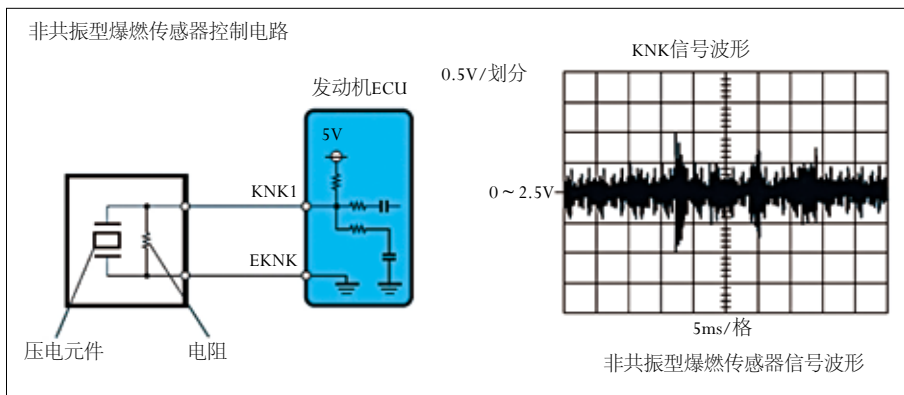 非共振型爆燃传感器控制电路
KNK信号波形
0.5V/划分
发动机ECU
5V
KNK1
0～2.5V
EKNK
5ms/格
压电元件
电阻
非共振型爆燃传感器信号波形